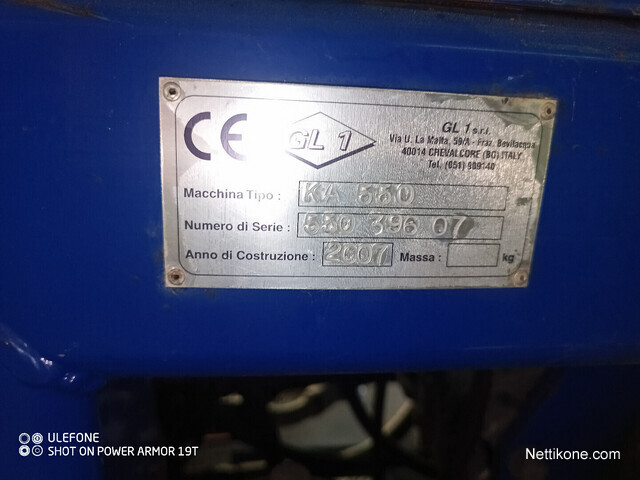 CE
GL 1
GL 1 s.r.l.
Via U. La Malfa, 59/A - Fraz. Bevilacqua
40014 CREVALCORE (BO) ITALY
Tel. (051) 989140
Macchina Tipo : KA 550
Numero di Serie : 550 396 07
Anno di Costruzione : 2007 Massa : kg
ULEFONE
SHOT ON POWER ARMOR 19T
Nettikone.com